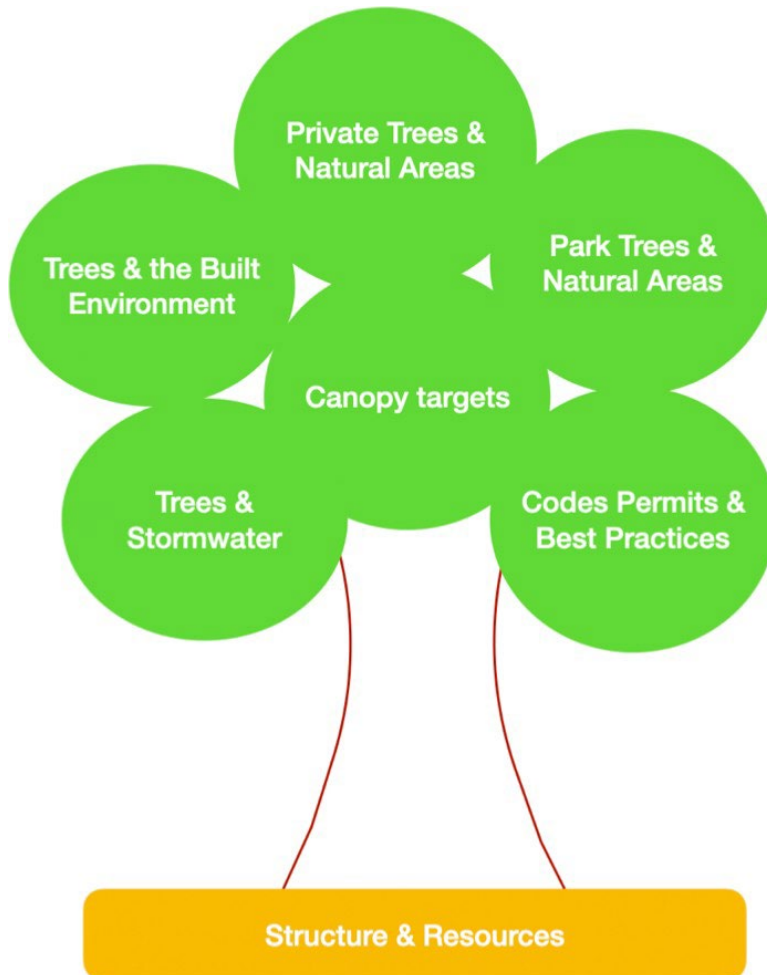 Private Trees &
Natural Areas
Trees & the Built
Environment
Park Trees &
Natural Areas
Canopy targets
Trees &
Stormwater
Codes Permits &
Best Practices
Structure & Resources